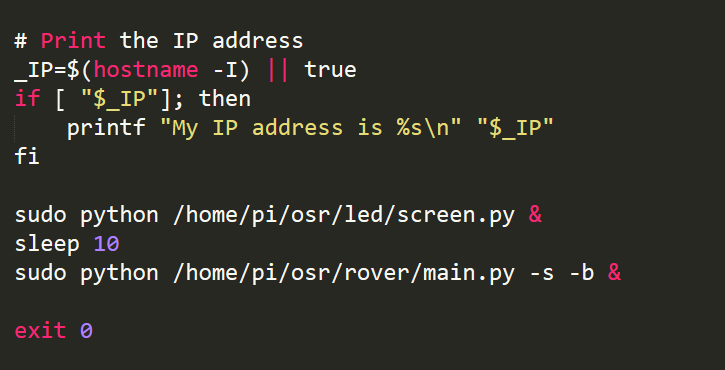 # Print the IP address
_IP=$(hostname -I) || true
if [ "$_IP"]; then
    printf "My IP address is %s\n" "$_IP"
fi
sudo python /home/pi/osr/led/screen.py &
sleep 10
sudo python /home/pi/osr/rover/main.py -s -b &
exit 0